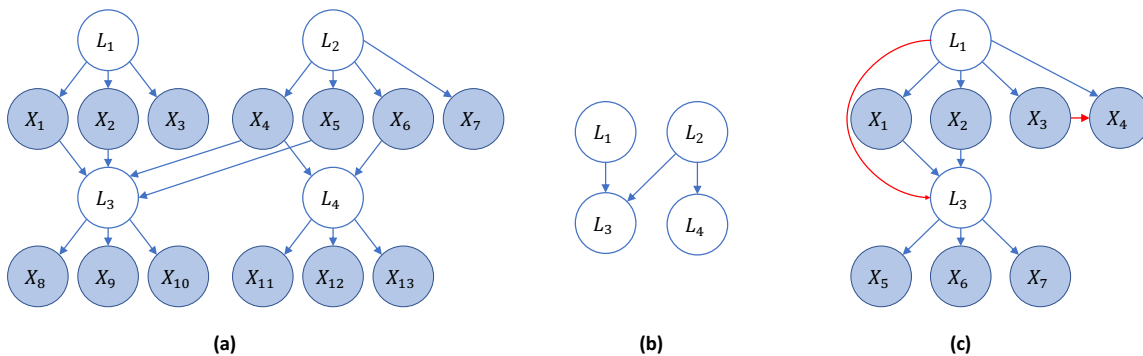 L₁ L₂ L₁
X₁ X₂ X₃ X₄ X₅ X₆ X₇ L₁ L₂ X₁ X₂ X₃ X₄
L₃ L₄ L₃ L₄ L₃
X₈ X₉ X₁₀ X₁₁ X₁₂ X₁₃ X₅ X₆ X₇
(a) (b) (c)